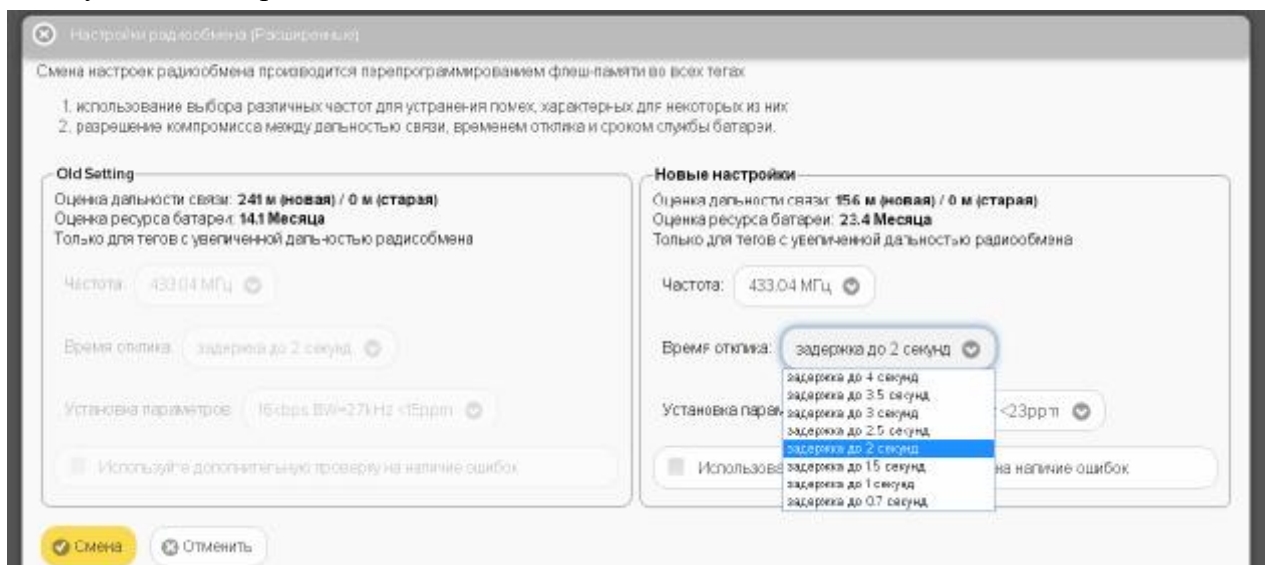 Настройки радиообмена (Расширенные)
Смена настроек радиообмена производится перепрограммированием флеш-памяти во всех тегах
1. использование выбора различных частот для устранения помех, характерных для некоторых из них
2. разрешение компромисса между дальностью связи, временем отклика и сроком службы батареи.
Old Setting
Оценка дальности связи: 241 м (новая) / 0 м (старая)
Оценка ресурса батареи: 14.1 Месяца
Только для тегов с увеличенной дальностью радиообмена
Частота: 433.04 МГц
Время отклика: задержка до 2 секунд
Установка параметров: 16 kbps BW=27kHz <15ppm
Используйте дополнительную проверку на наличие ошибок
Новые настройки
Оценка дальности связи: 156 м (новая) / 0 м (старая)
Оценка ресурса батареи: 23.4 Месяца
Только для тегов с увеличенной дальностью радиообмена
Частота: 433.04 МГц
Время отклика: задержка до 2 секунд
задержка до 4 секунд
задержка до 3.5 секунд
задержка до 3 секунд
задержка до 2.5 секунд
задержка до 2 секунд
задержка до 1.5 секунд
задержка до 1 секунд
задержка до 0.7 секунд
Установка парам <23ppm
Использова на наличие ошибок
Смена
Отменить